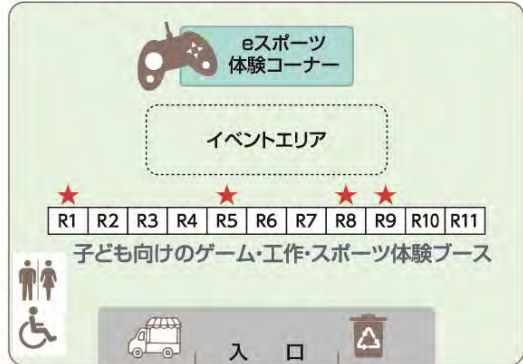 eスポーツ
体験コーナー
イベントエリア
★ ★ ★ ★
R1 R2 R3 R4 R5 R6 R7 R8 R9 R10 R11
子ども向けのゲーム・工作・スポーツ体験ブース
入 口